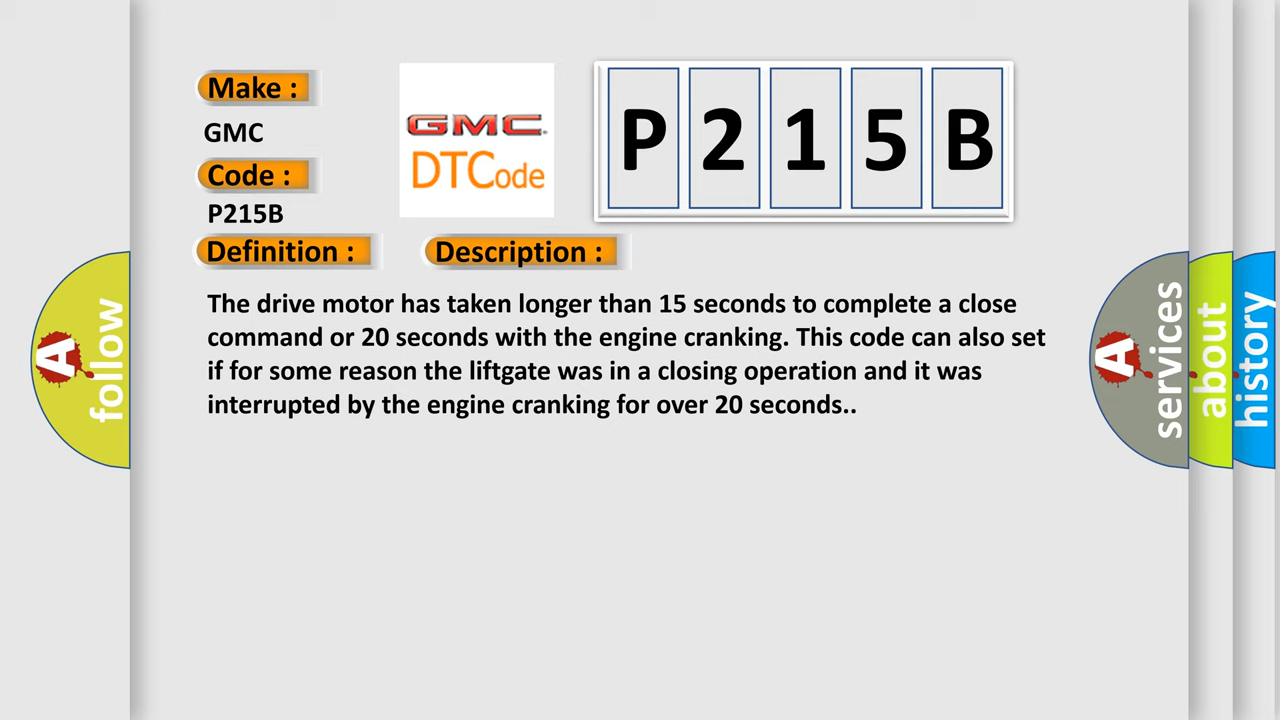 Make :
GMC
Code :
P215B
GMC
DTCode
P215B
Definition :
Description :
The drive motor has taken longer than 15 seconds to complete a close
command or 20 seconds with the engine cranking This code can also set
if for some reason the liftgate was in a closing operation and it was
interrupted by the engine cranking for over 20 seconds..
A
follow
A
services
about
history